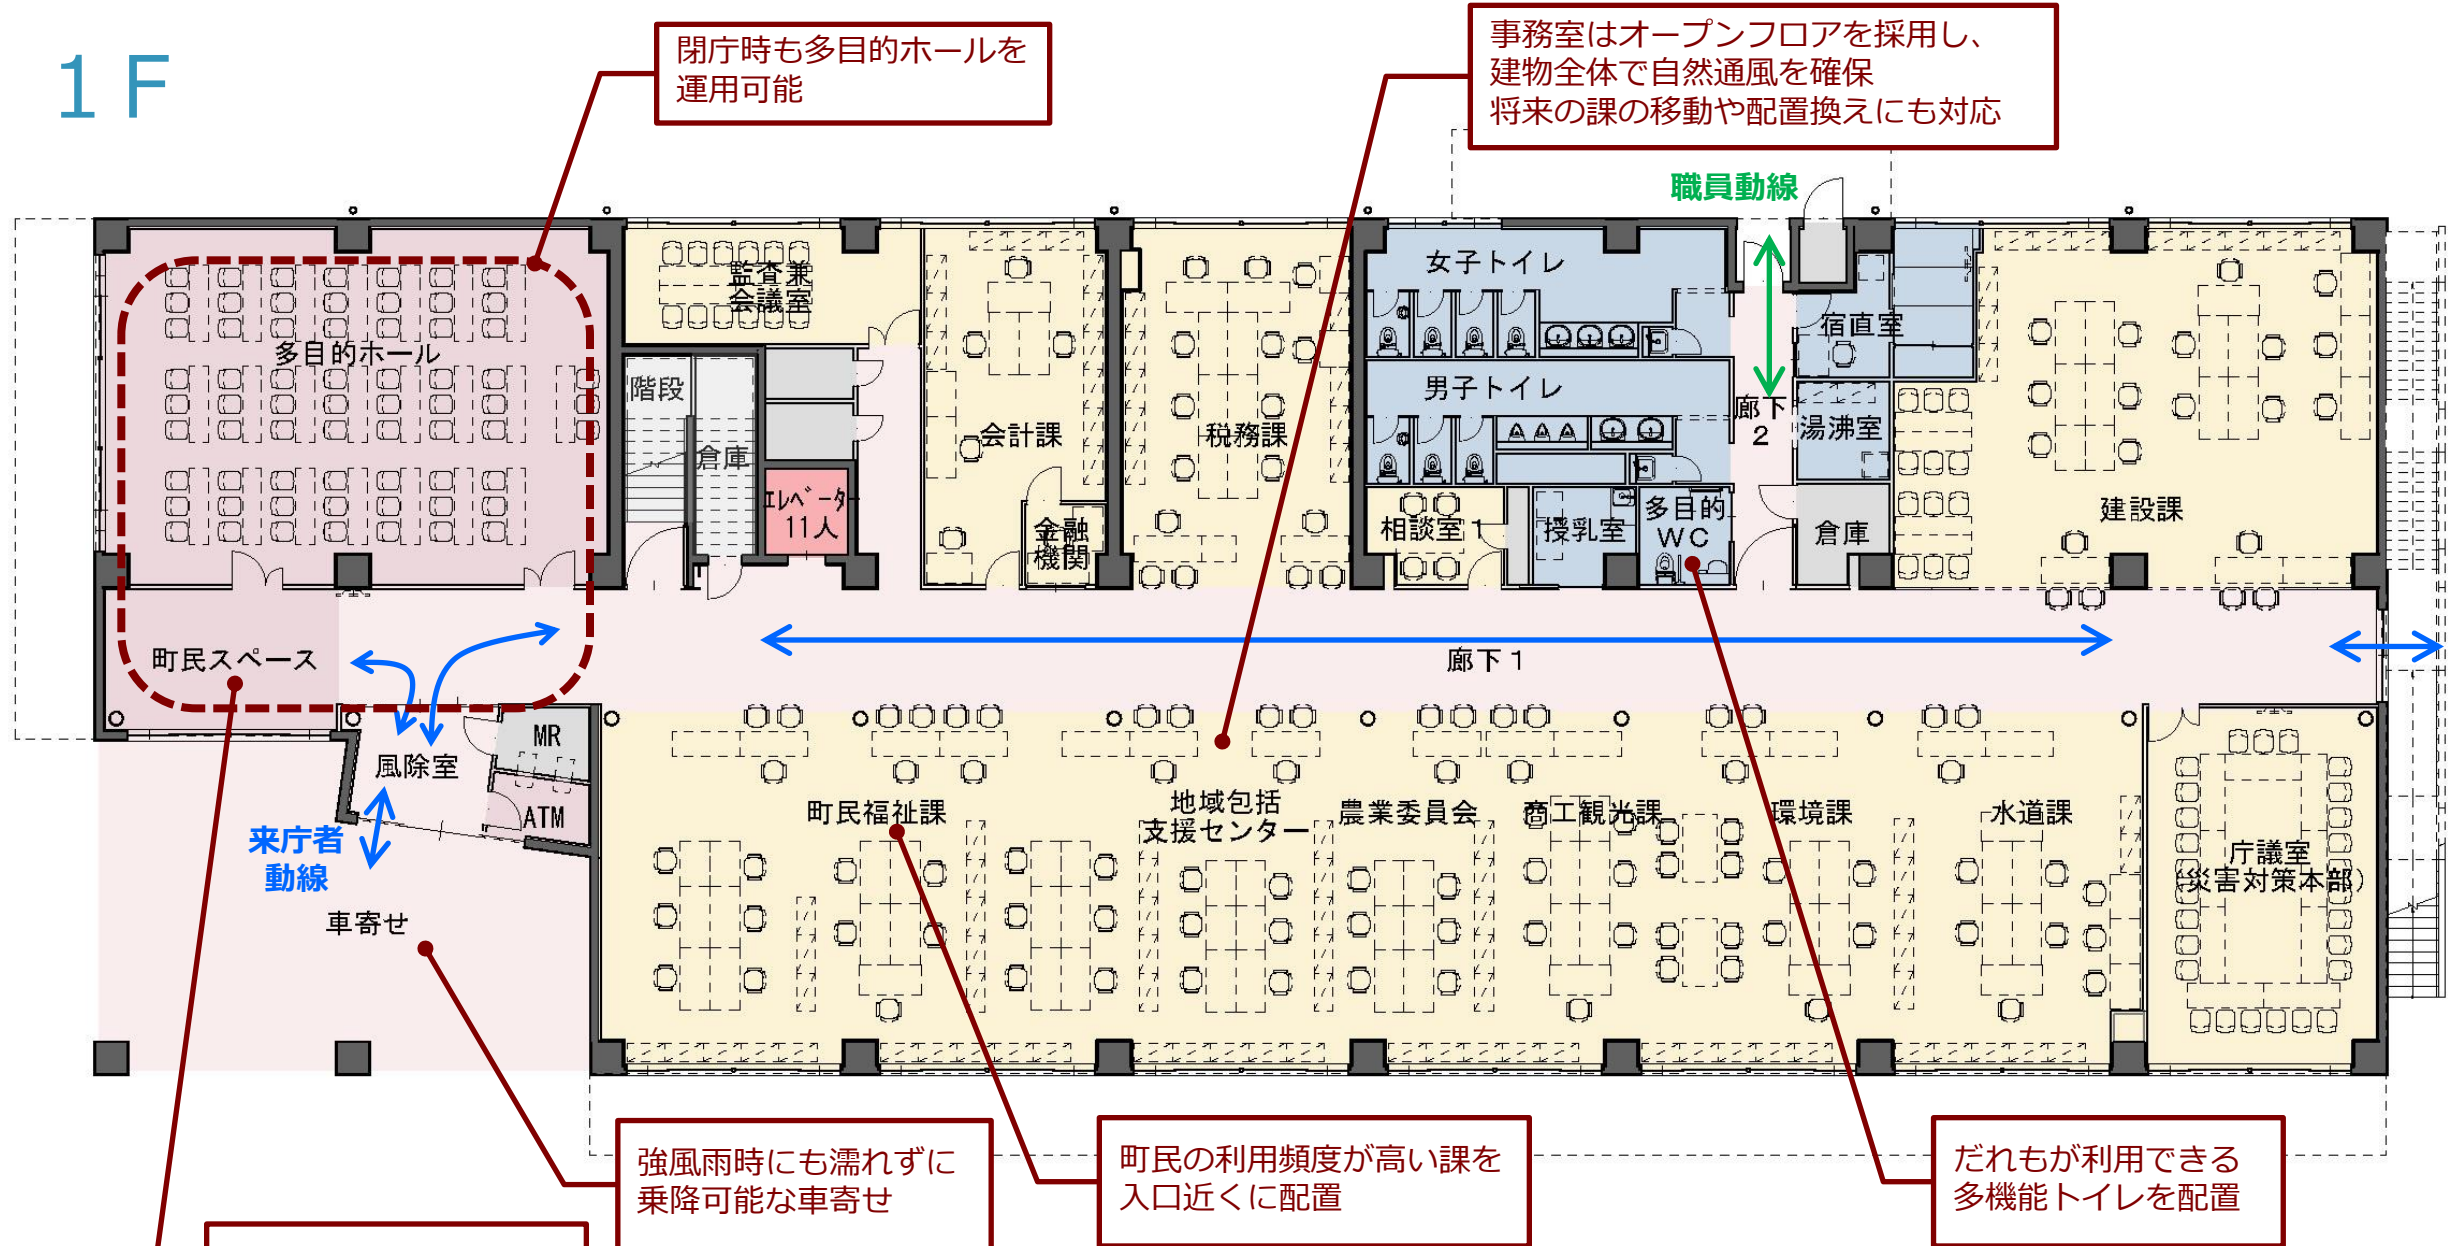 1F
閉庁時も多目的ホールを
運用可能
事務室はオープンフロアを採用し、
建物全体で自然通風を確保
将来の課の移動や配置換えにも対応
職員動線
監査兼
会議室
女子トイレ
宿直室
多目的ホール
階段
男子トイレ
廊下
2
湯沸室
倉庫
会計課
税務課
エレベーター
11人
金融
機関
相談室1
授乳室
多目的
WC
倉庫
建設課
町民スペース
廊下1
MR
風除室
ATM
来庁者
動線
車寄せ
町民福祉課
地域包括
支援センター
農業委員会
商工観光課
環境課
水道課
庁議室
(災害対策本部)
強風雨時にも濡れずに
乗降可能な車寄せ
町民の利用頻度が高い課を
入口近くに配置
だれもが利用できる
多機能トイレを配置